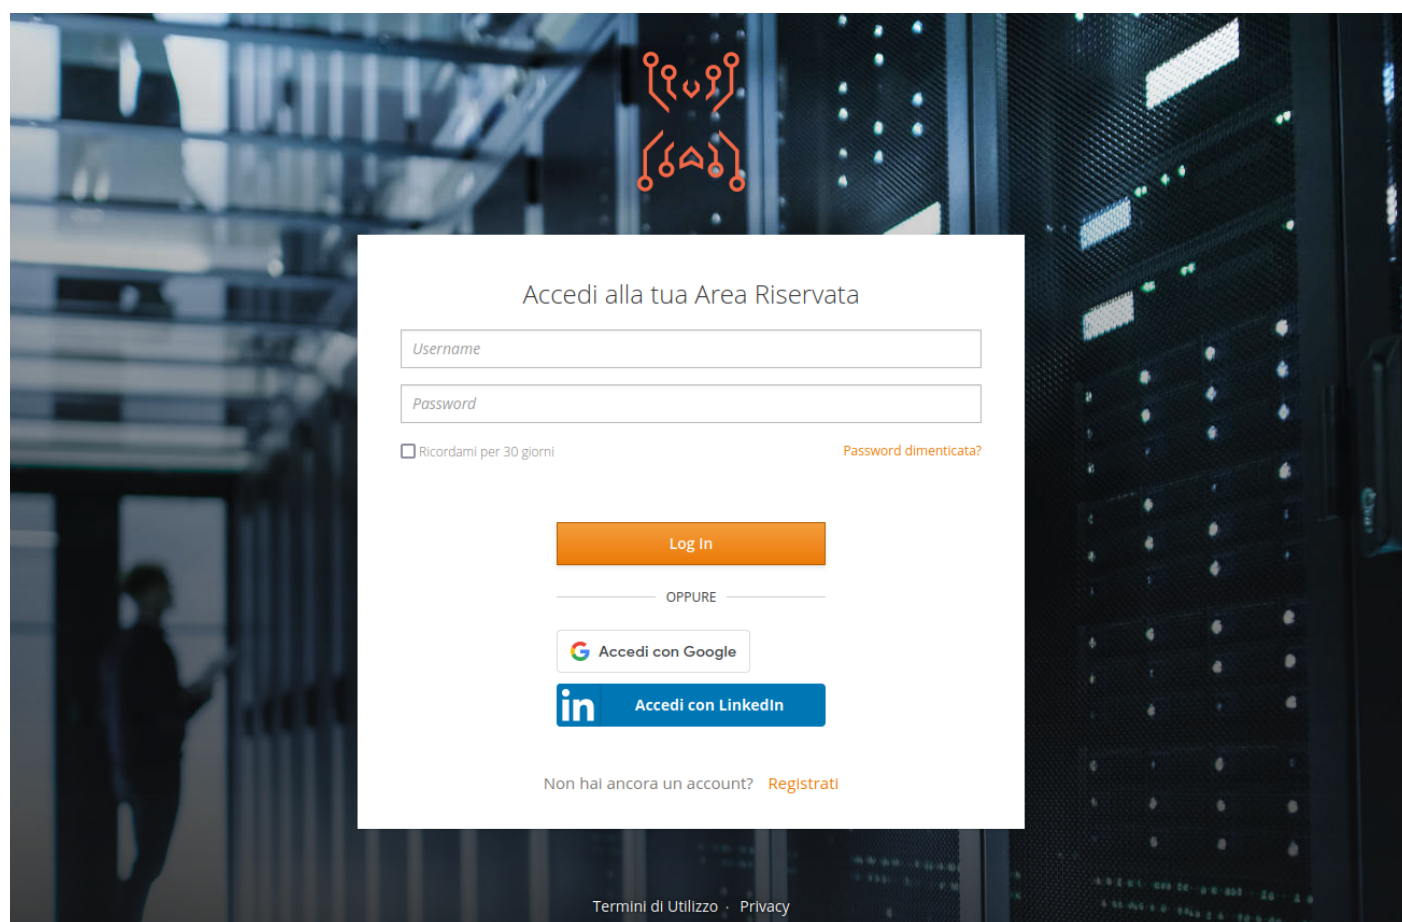 Accedi alla tua Area Riservata
Username
Password
Ricordami per 30 giorni
Password dimenticata?
Log In
OPPURE
Accedi con Google
in Accedi con LinkedIn
Non hai ancora un account? Registrati
Termini di Utilizzo · Privacy